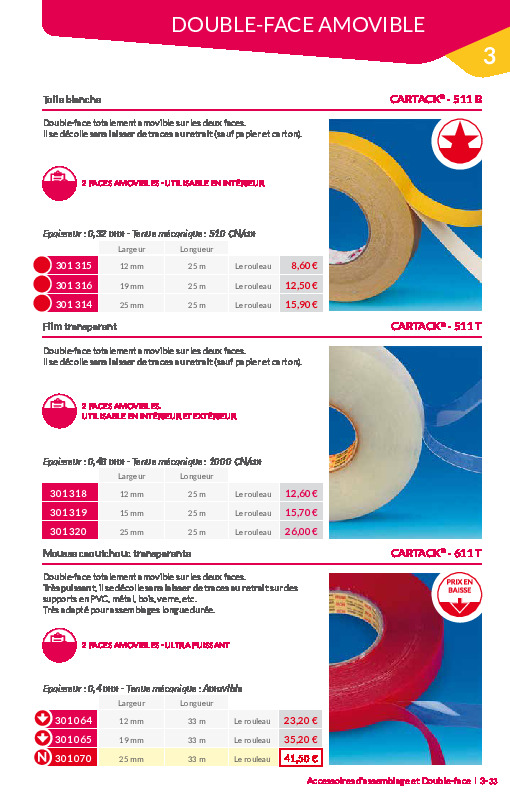 DOUBLE-FACE AMOVIBLE
3
Toile blanche
CARTACK® - 511 B
Double-face totalement amovible sur les deux faces.
Il se décolle sans laisser de traces au retrait (sauf papier et carton).
2 FACES AMOVIBLES - UTILISABLE EN INTÉRIEUR
Epaisseur : 0,32 mm - Tenue mécanique : 510 CN/cm
Largeur Longueur
301 315 12 mm 25 m Le rouleau 8,60 €
301 316 19 mm 25 m Le rouleau 12,50 €
301 314 25 mm 25 m Le rouleau 15,90 €
Film transparent
CARTACK® - 511 T
Double-face totalement amovible sur les deux faces.
Il se décolle sans laisser de traces au retrait (sauf papier et carton).
2 FACES AMOVIBLES.
UTILISABLE EN INTÉRIEUR ET EXTÉRIEUR
Epaisseur : 0,48 mm - Tenue mécanique : 1000 CN/cm
Largeur Longueur
301318 12 mm 25 m Le rouleau 12,60 €
301319 15 mm 25 m Le rouleau 15,70 €
301320 25 mm 25 m Le rouleau 26,00 €
Mousse caoutchouc transparente
CARTACK® - 611 T
PRIX EN
BAISSE
Double-face totalement amovible sur les deux faces.
Très puissant, il se décolle sans laisser de traces au retrait sur des
supports en PVC, métal, bois, verre, etc.
Très adapté pour assemblages longue durée.
2 FACES AMOVIBLES - ULTRA PUISSANT
Epaisseur : 0,4 mm - Tenue mécanique : Amovible
Largeur Longueur
301064 12 mm 33 m Le rouleau 23,20 €
301065 19 mm 33 m Le rouleau 35,20 €
N 301070 25 mm 33 m Le rouleau 41,50 €
Accessoires d'assemblage et Double-face | 3-33